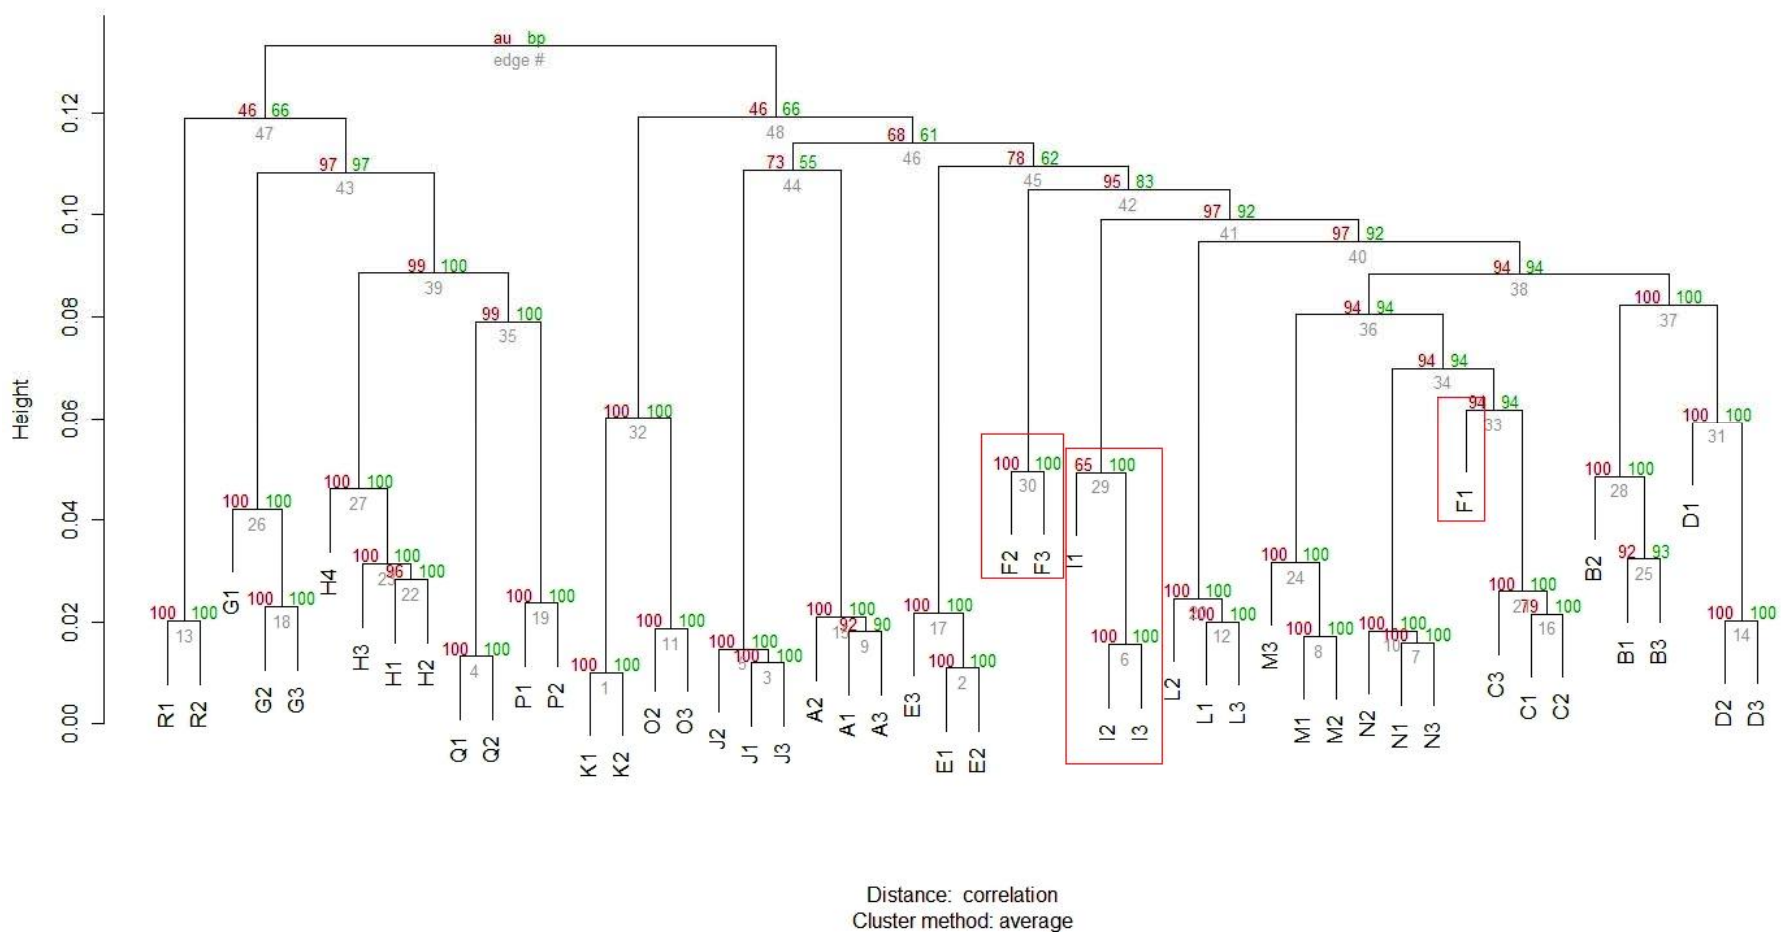 au bp
edge #
0.12
46 66
47
46 66
48
68 61
46
97 97
43
73 55
44
78 62
45
95 83
42
0.10
97 92
41
97 92
40
99 100
39
94 94
38
0.08
99 100
35
94 94
36
100 100
37
94 94
34
Height
0.06
100 100
32
94 94
33
100 100
31
100 100
26
100 100
27
100 100
30
65 100
29
100 100
28
0.04
F1
D1
F2
F3
I1
B2
H4
G1
100 100
96 100
22
100 100
24
92 93
25
0.02
100 100
13
100 100
18
100 100
19
100 100
4
100 100
11
100 100
1
100 100
100 100
3
100 100
92 90
9
100 100
17
100 100
2
100 100
6
100 100
100 100
12
100 100
8
100 100
10
100 100
7
100 100
79 100
16
100 100
14
0.00
R1
R2
G2
G3
H3
H1
H2
Q1
Q2
P1
P2
K1
K2
O2
O3
J2
J1
J3
A2
A1
A3
E3
E1
E2
I2
I3
L2
L1
L3
M3
M1
M2
N2
N1
N3
C3
C1
C2
B1
B3
D2
D3
Distance: correlation
Cluster method: average